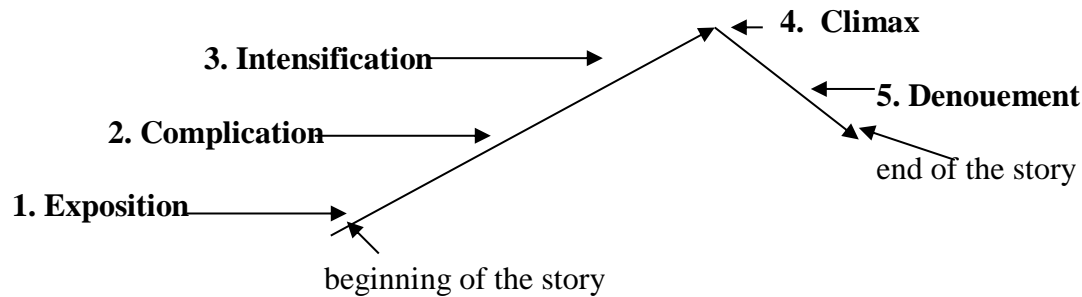 4. Climax
3. Intensification
5. Denouement
2. Complication
end of the story
1. Exposition
beginning of the story